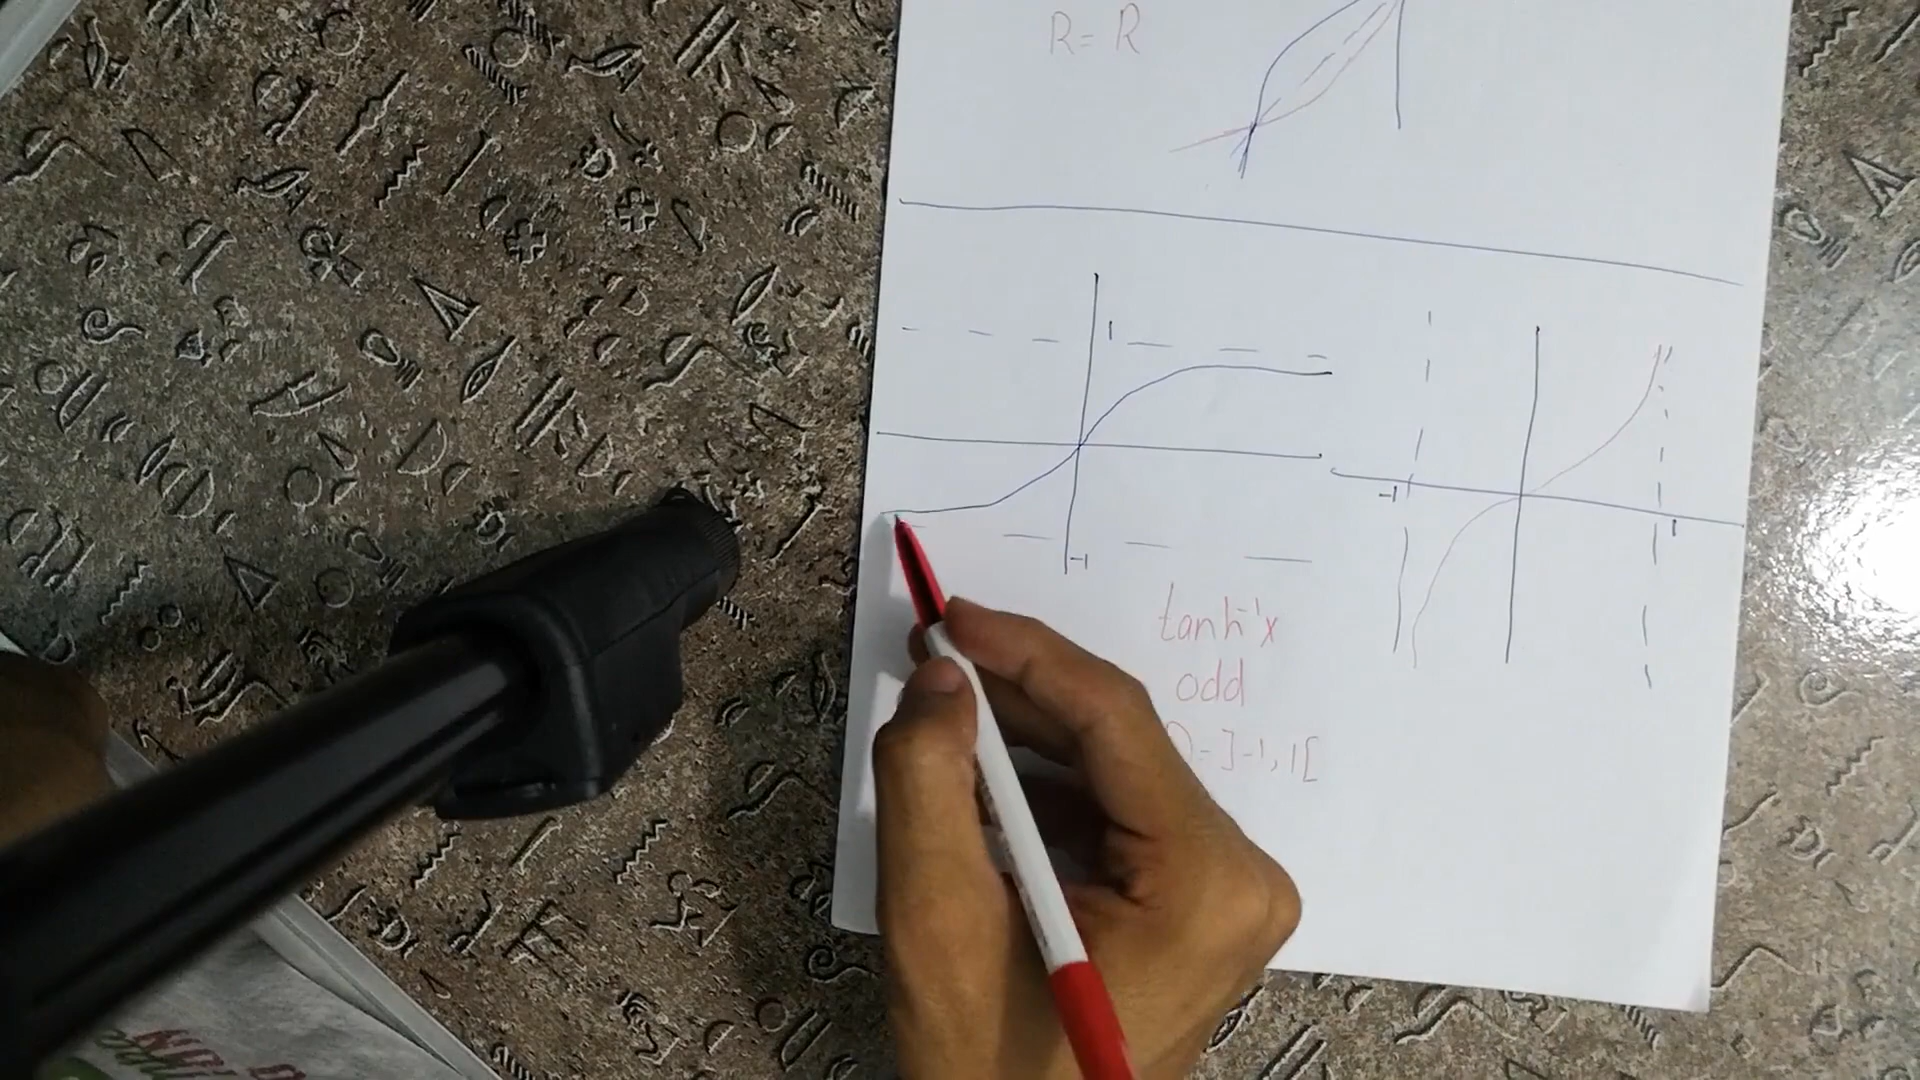 R= R
1
-1
-1
1
tanh⁻¹x
odd
D=]-1,1[